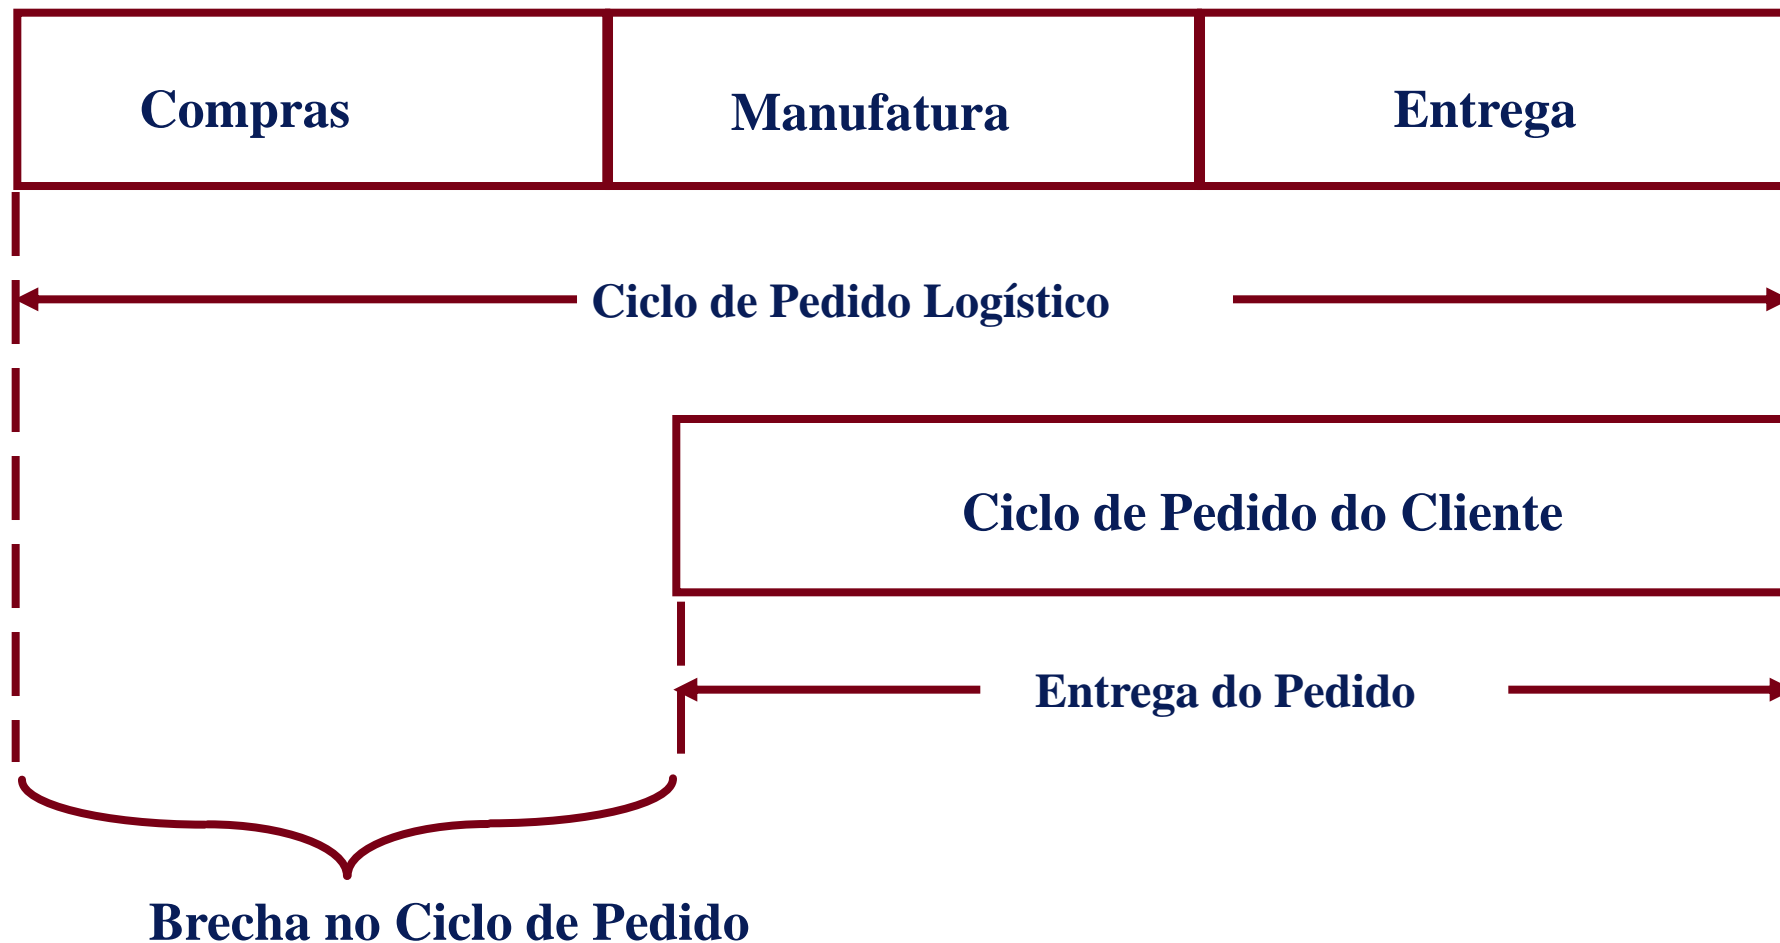 Compras
Manufatura
Entrega
Ciclo de Pedido Logístico
Ciclo de Pedido do Cliente
Entrega do Pedido
Brecha no Ciclo de Pedido